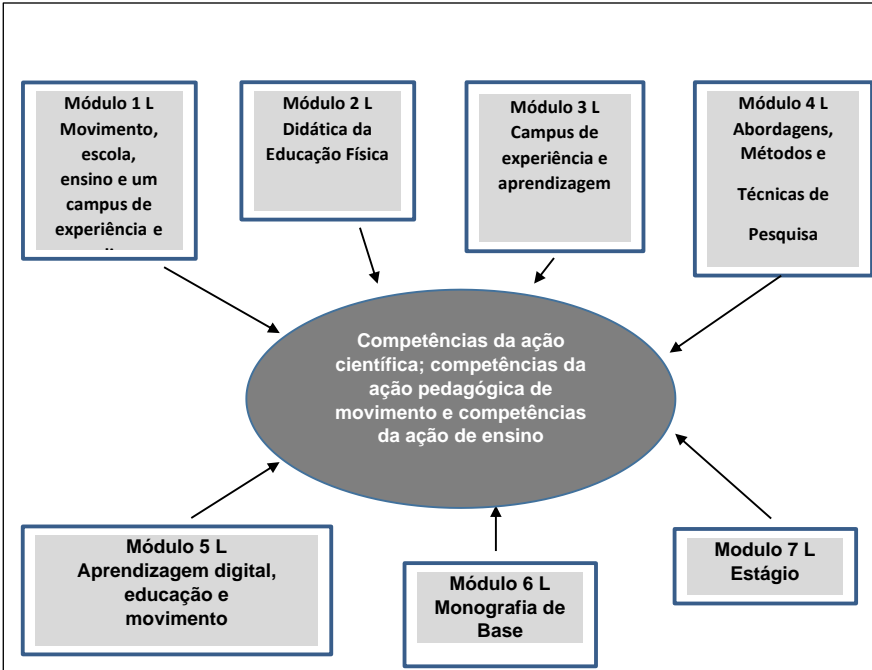 Módulo 1 L
Movimento,
escola,
ensino e um
campus de
experiência e
Módulo 2 L
Didática da
Educação Física
Módulo 3 L
Campus de
experiência e
aprendizagem
Módulo 4 L
Abordagens,
Métodos e
Técnicas de
Pesquisa
Competências da ação
científica; competências da
ação pedagógica de
movimento e competências
da ação de ensino
Módulo 5 L
Aprendizagem digital,
educação e
movimento
Módulo 6 L
Monografia de
Base
Modulo 7 L
Estágio